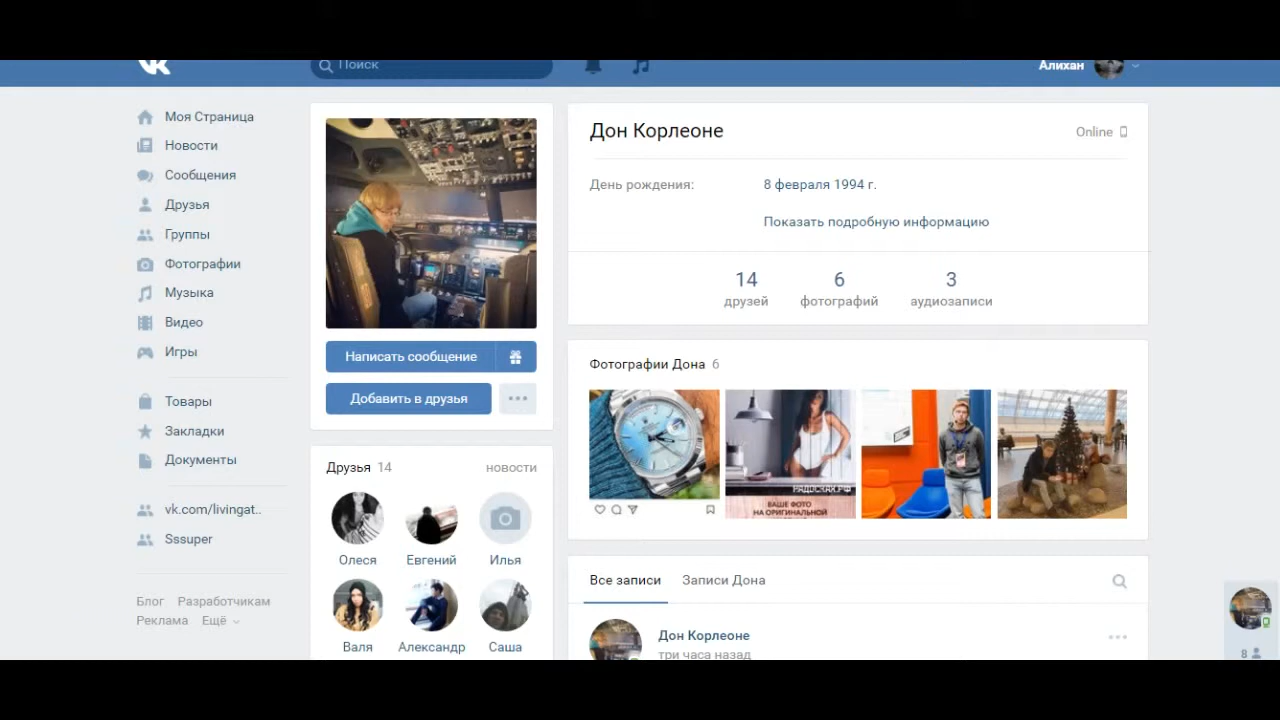 Поиск
Алихан
Моя Страница
Новости
Сообщения
Друзья
Группы
Фотографии
Музыка
Видео
Игры
Товары
Закладки
Документы
vk.com/livingat..
Sssuper
Блог Разработчикам
Реклама Ещё
Написать сообщение
Добавить в друзья
Друзья 14 новости
Олеся Евгений Илья
Валя Александр Саша
Дон Корлеоне Online
День рождения: 8 февраля 1994 г.
Показать подробную информацию
14 6 3
друзей фотографий аудиозаписи
Фотографии Дона 6
РАДОСКАЗ.РФ
ВАШЕ ФОТО
НА ОРИГИНАЛЬНОЙ
Все записи Записи Дона
Дон Корлеоне
три часа назад
8